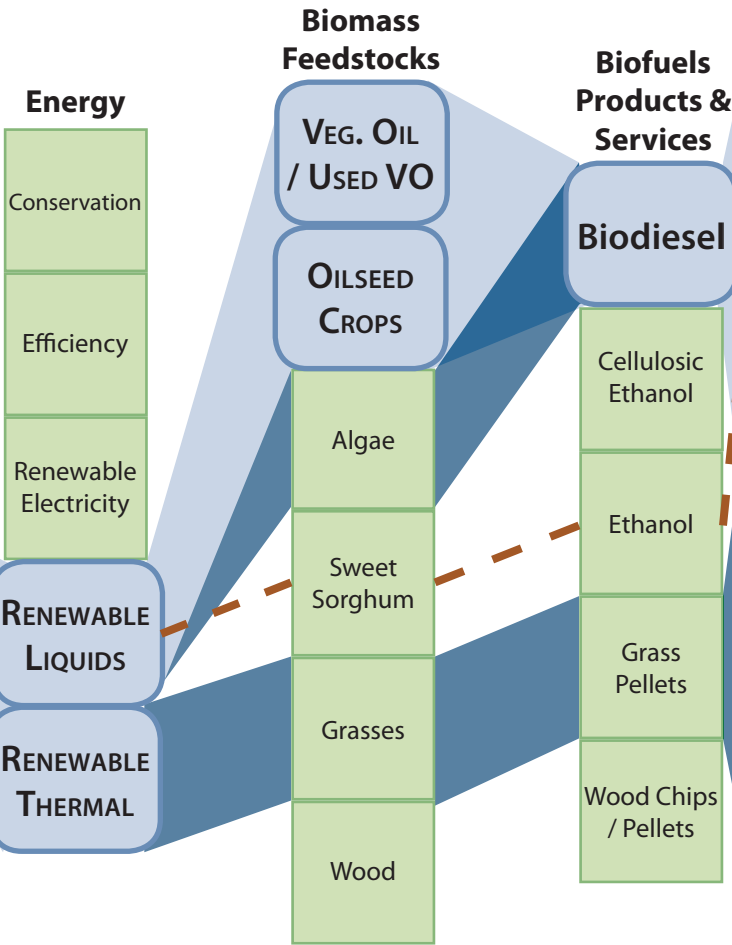 Energy
Conservation
Efficiency
Renewable
Electricity
Renewable
Liquids
Renewable
Thermal
Biomass
Feedstocks
Veg. Oil
/ Used VO
Oilseed
Crops
Algae
Sweet
Sorghum
Grasses
Wood
Biofuels
Products &
Services
Biodiesel
Cellulosic
Ethanol
Ethanol
Grass
Pellets
Wood Chips
/ Pellets